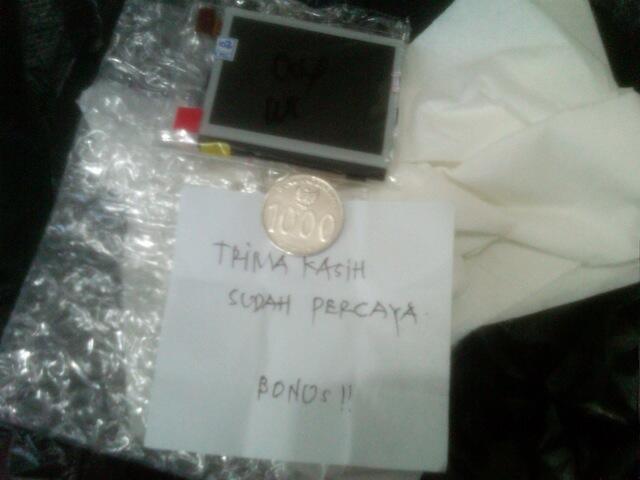 1000
TRIMA KASIH
SUDAH PERCAYA.
BONUS!!